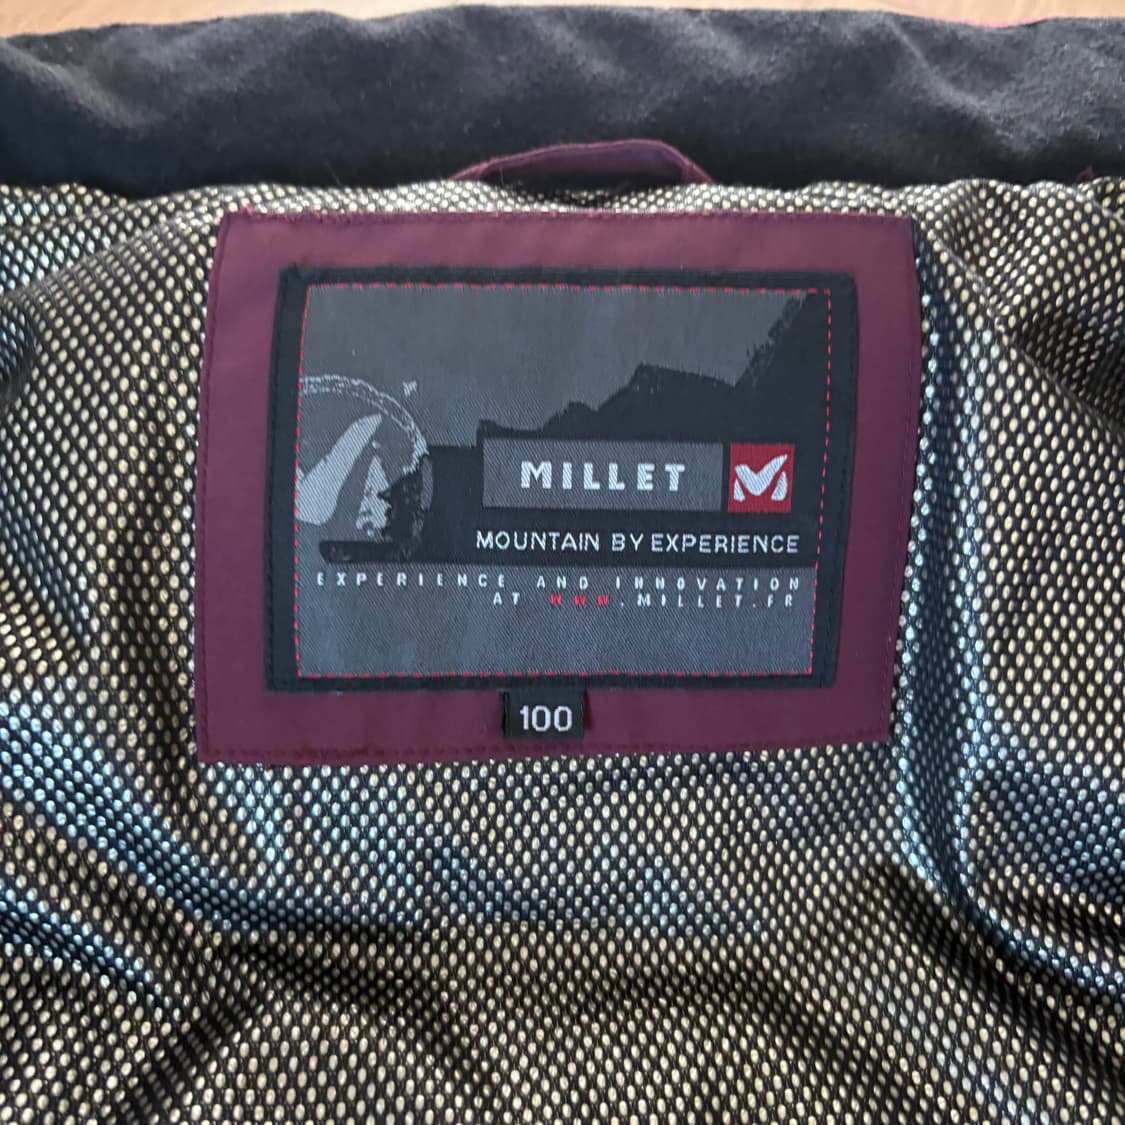 MILLET
MOUNTAIN BY EXPERIENCE
EXPERIENCE AND INNOVATION
AT WWW.MILLET.FR
100